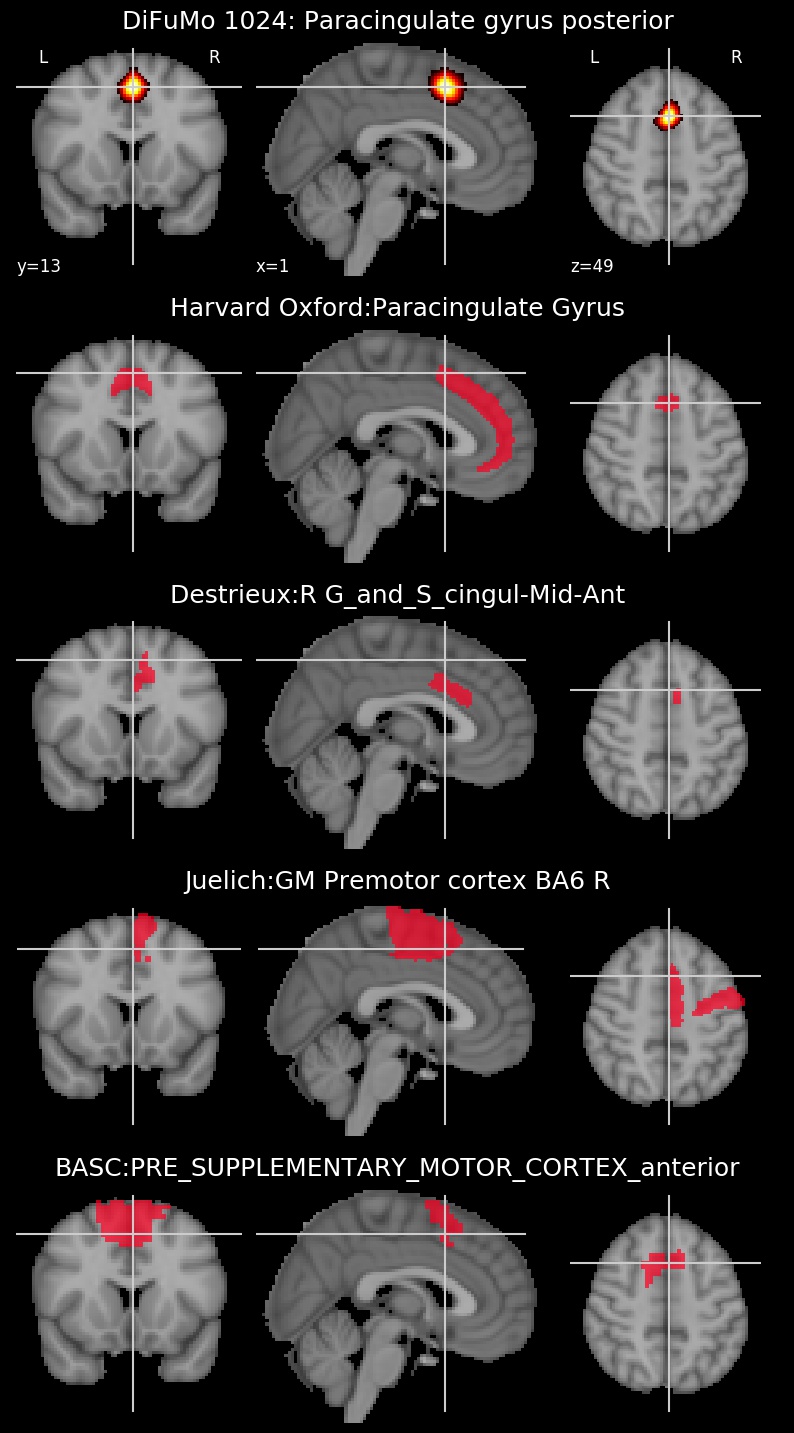 DiFuMo 1024: Paracingulate gyrus posterior
L R L R
y=13 x=1 z=49
Harvard Oxford:Paracingulate Gyrus
Destrieux:R G_and_S_cingul-Mid-Ant
Juelich:GM Premotor cortex BA6 R
BASC:PRE_SUPPLEMENTARY_MOTOR_CORTEX_anterior